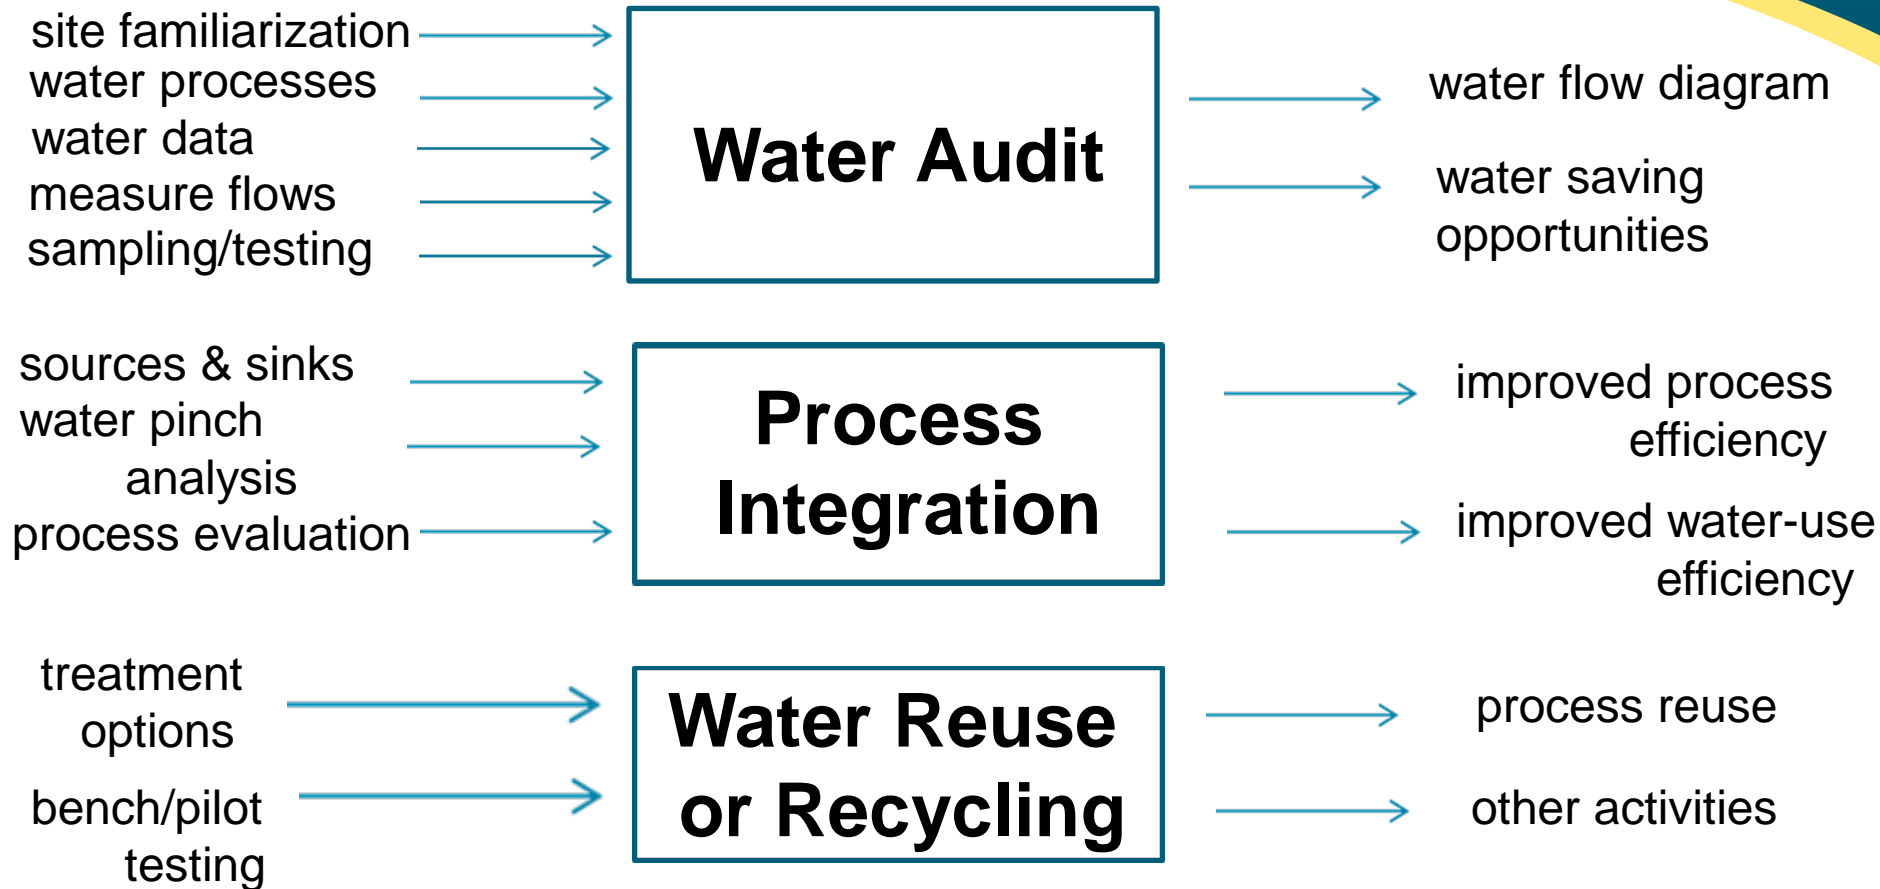 site familiarization
water processes
water data
measure flows
sampling/testing
Water Audit
water flow diagram
water saving
opportunities
sources & sinks
water pinch
analysis
process evaluation
Process
Integration
improved process
efficiency
improved water-use
efficiency
treatment
options
bench/pilot
testing
Water Reuse
or Recycling
process reuse
other activities